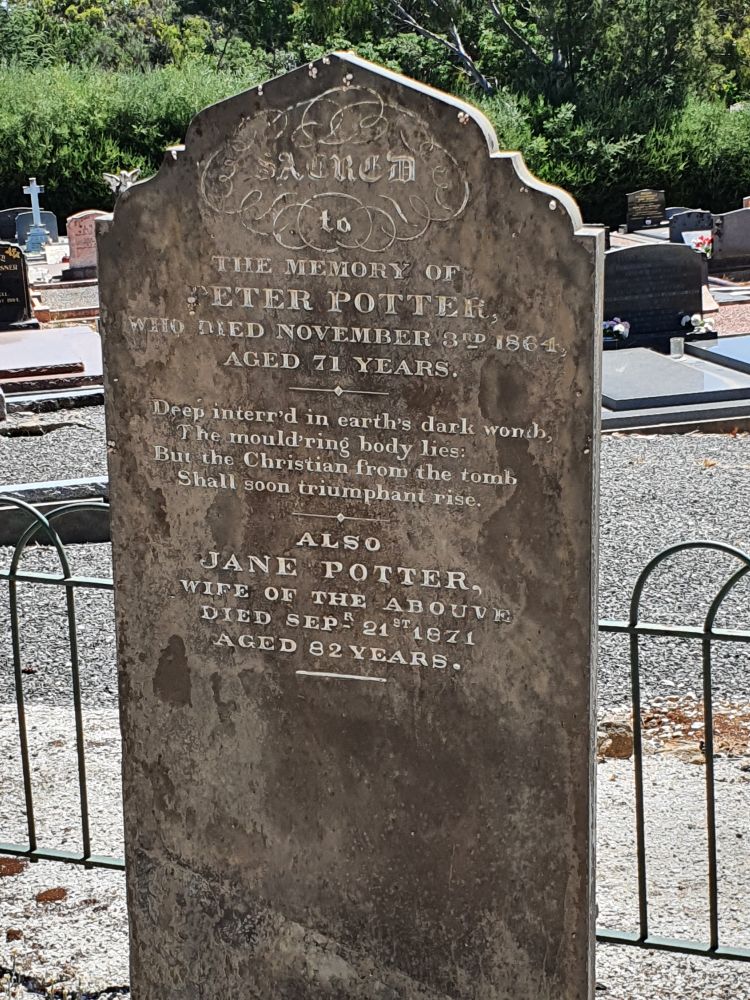 SACRED
to
THE MEMORY OF
PETER POTTER,
WHO DIED NOVEMBER 3RD 1864,
AGED 71 YEARS.
Deep interr'd in earth's dark womb,
The mould'ring body lies:
But the Christian from the tomb
Shall soon triumphant rise.
ALSO
JANE POTTER,
WIFE OF THE ABOUVE
DIED SEPR 21ST 1871
AGED 82 YEARS.